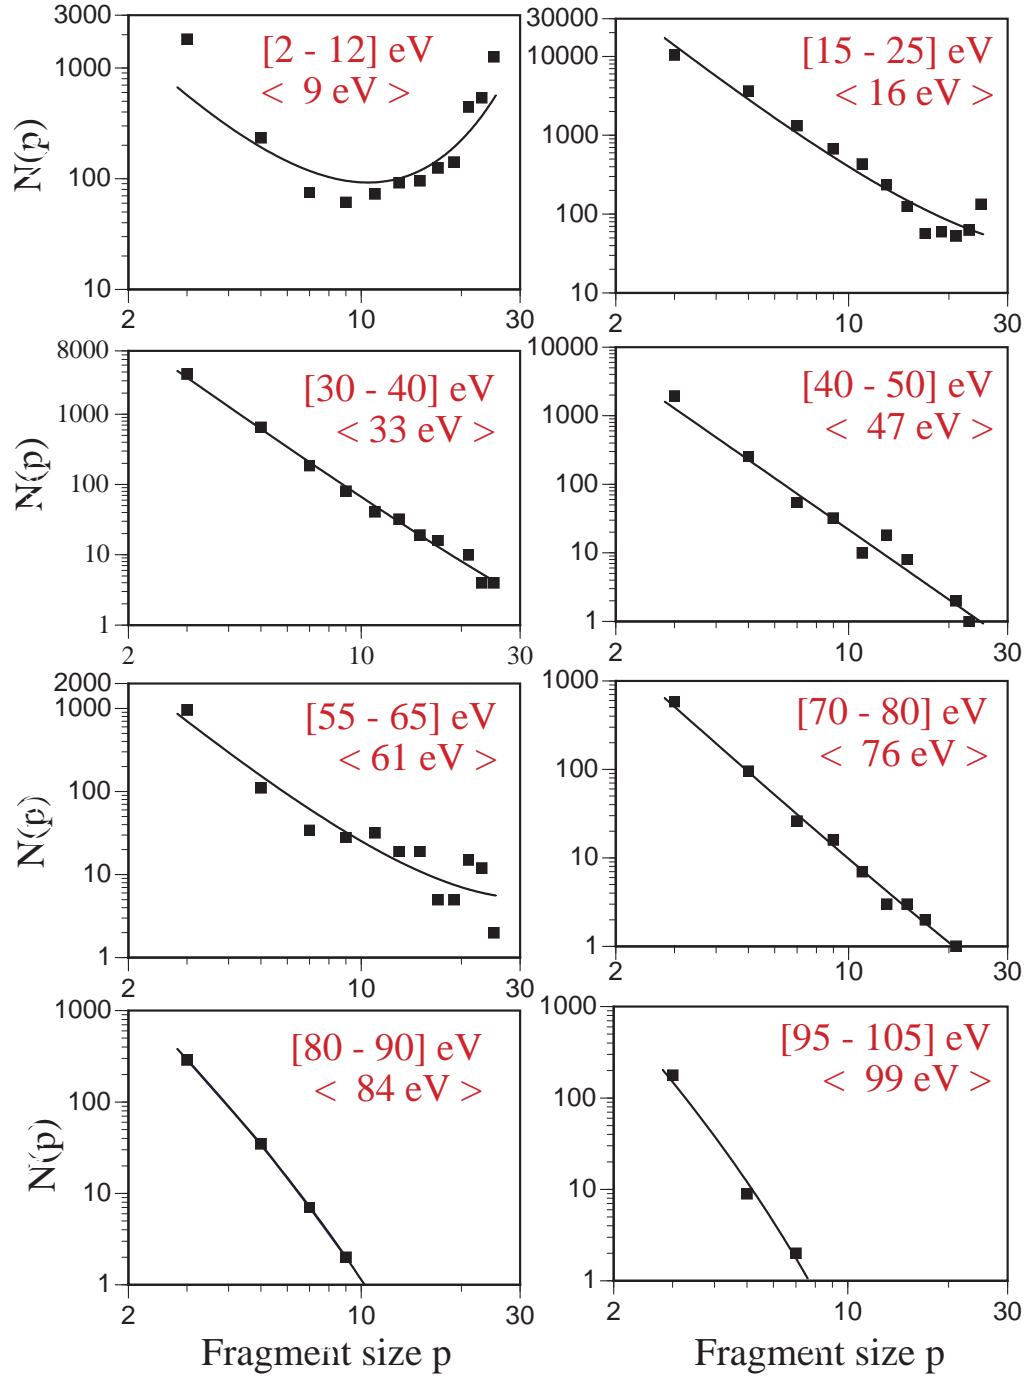 3000
1000
100
10
N(p)
[2 - 12] eV
< 9 eV >
2
10
30
30000
10000
1000
100
10
[15 - 25] eV
< 16 eV >
2
10
30
8000
1000
100
10
1
N(p)
[30 - 40] eV
< 33 eV >
2
10
30
10000
1000
100
10
1
[40 - 50] eV
< 47 eV >
2
10
30
2000
1000
100
10
1
N(p)
[55 - 65] eV
< 61 eV >
2
10
30
1000
100
10
1
[70 - 80] eV
< 76 eV >
2
10
30
1000
100
10
1
N(p)
[80 - 90] eV
< 84 eV >
2
10
30
Fragment size p
1000
100
10
1
[95 - 105] eV
< 99 eV >
2
10
30
Fragment size p